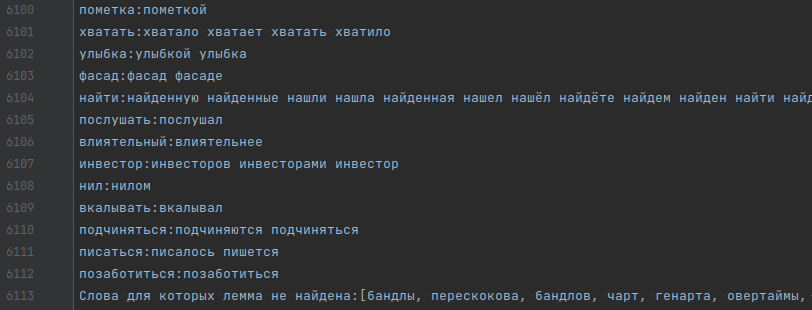 6100 пометка:пометкой
6101 хватать:хватало хватает хватать хватило
6102 улыбка:улыбкой улыбка
6103 фасад:фасад фасаде
6104 найти:найденную найденные нашли нашла найденная нашел нашёл найдёте найдем найден найти найд
6105 послушать:послушал
6106 влиятельный:влиятельнее
6107 инвестор:инвесторов инвесторами инвестор
6108 нил:нилом
6109 вкалывать:вкалывал
6110 подчиняться:подчиняются подчиняться
6111 писаться:писалось пишется
6112 позаботиться:позаботиться
6113 Слова для которых лемма не найдена:[бандлы, перескокова, бандлов, чарт, генарта, овертаймы,